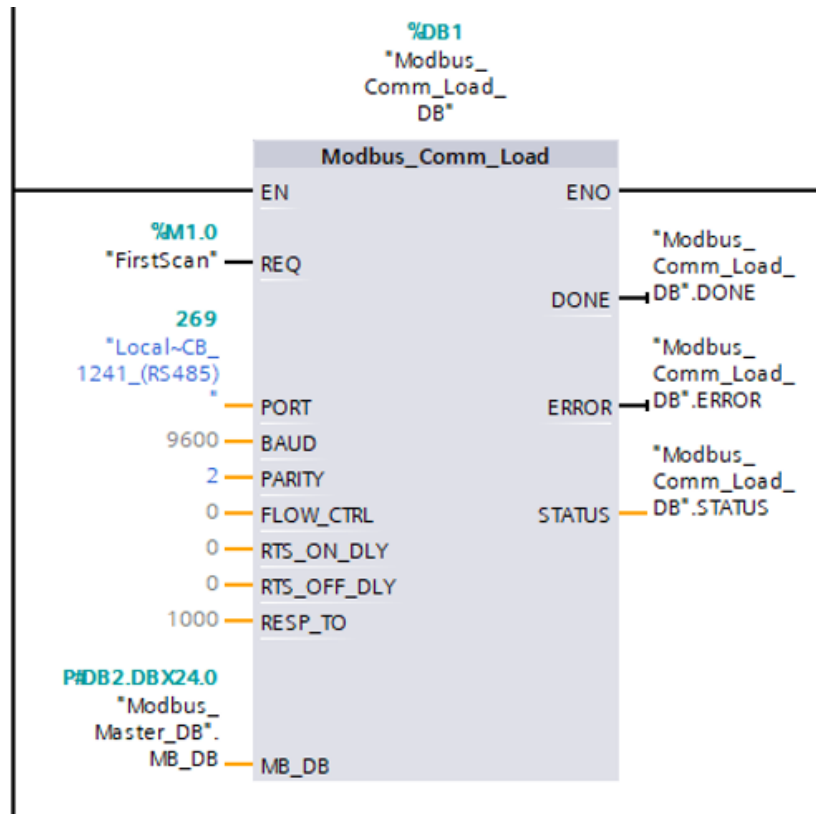 %DB1
"Modbus_
Comm_Load_
DB"
Modbus_Comm_Load
EN
ENO
%M1.0
"FirstScan"
REQ
"Modbus_
Comm_Load_
DB".DONE
DONE
269
"Local~CB_
1241_(RS485)
"
PORT
"Modbus_
Comm_Load_
DB".ERROR
ERROR
9600
BAUD
2
PARITY
0
FLOW_CTRL
"Modbus_
Comm_Load_
DB".STATUS
STATUS
0
RTS_ON_DLY
0
RTS_OFF_DLY
1000
RESP_TO
P#DB2.DBX24.0
"Modbus_
Master_DB".
MB_DB
MB_DB